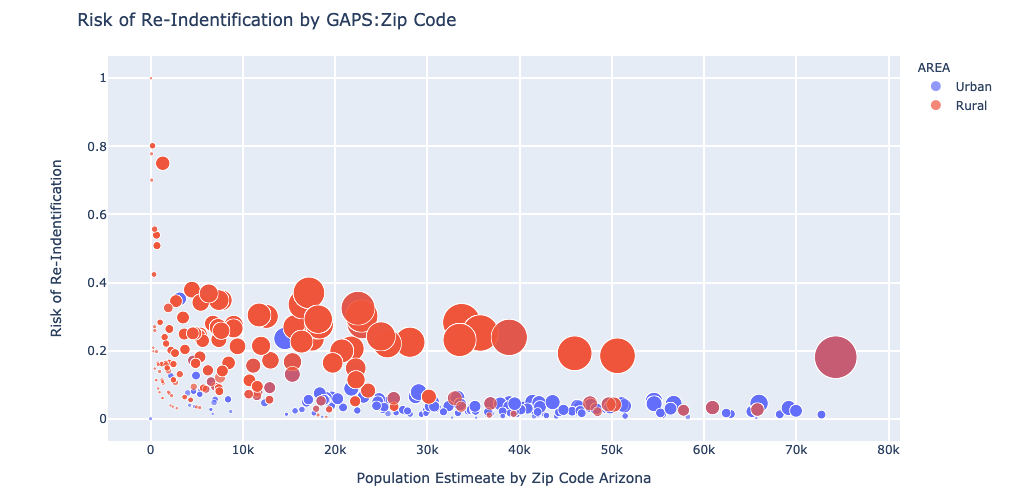 Risk of Re-Indentification by GAPS:Zip Code
AREA
Urban
Rural
Risk of Re-Indentification
1
0.8
0.6
0.4
0.2
0
0
10k
20k
30k
40k
50k
60k
70k
80k
Population Estimeate by Zip Code Arizona